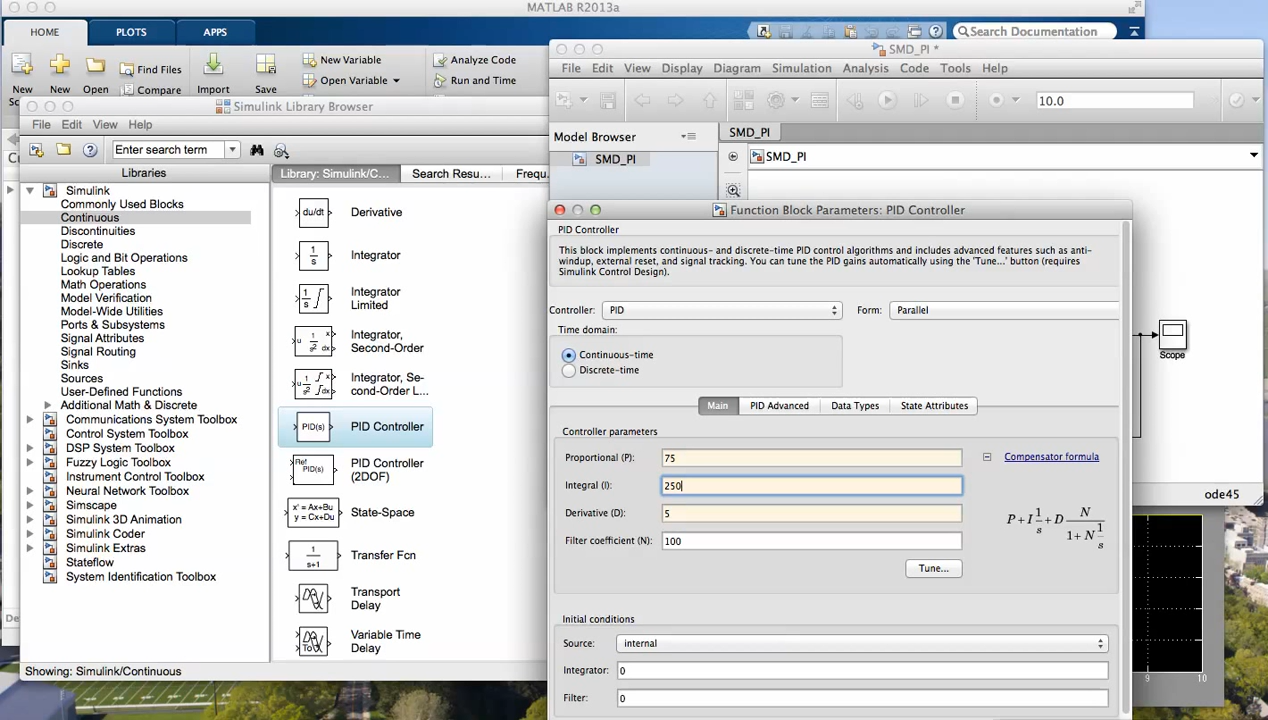 MATLAB R2013a
HOME
PLOTS
APPS
Search Documentation
New
New
Open
Find Files
Compare
Import
Save
New Variable
Open Variable
Analyze Code
Run and Time
SMD_PI *
File Edit View Display Diagram Simulation Analysis Code Tools Help
10.0
Model Browser
SMD_PI
SMD_PI
SMD_PI
Simulink Library Browser
File Edit View Help
Enter search term
Libraries
Library: Simulink/C...
Search Resu...
Frequ...
Simulink
Commonly Used Blocks
Continuous
Discontinuities
Discrete
Logic and Bit Operations
Lookup Tables
Math Operations
Model Verification
Model-Wide Utilities
Ports & Subsystems
Signal Attributes
Signal Routing
Sinks
Sources
User-Defined Functions
Additional Math & Discrete
Communications System Toolbox
Control System Toolbox
DSP System Toolbox
Fuzzy Logic Toolbox
Instrument Control Toolbox
Neural Network Toolbox
Simscape
Simulink 3D Animation
Simulink Coder
Simulink Extras
Stateflow
System Identification Toolbox
du/dt
Derivative
1
s
Integrator
1
s
Integrator
Limited
Integrator,
Second-Order
Integrator, Se-
cond-Order L...
PID(s)
PID Controller
Ref
PID(s)
PID Controller
(2DOF)
x' = Ax+Bu
y = Cx+Du
State-Space
1
s+1
Transfer Fcn
Transport
Delay
To
Variable Time
Delay
Showing: Simulink/Continuous
Function Block Parameters: PID Controller
PID Controller
This block implements continuous- and discrete-time PID control algorithms and includes advanced features such as anti-
windup, external reset, and signal tracking. You can tune the PID gains automatically using the 'Tune...' button (requires
Simulink Control Design).
Controller: PID
Form: Parallel
Time domain:
Continuous-time
Discrete-time
Main
PID Advanced
Data Types
State Attributes
Controller parameters
Proportional (P): 75
Compensator formula
Integral (I): 250
Derivative (D): 5
Filter coefficient (N): 100
P+I 1/s +D N/(1+N 1/s)
Tune...
Initial conditions
Source: internal
Integrator: 0
Filter: 0
Scope
ode45
9
10